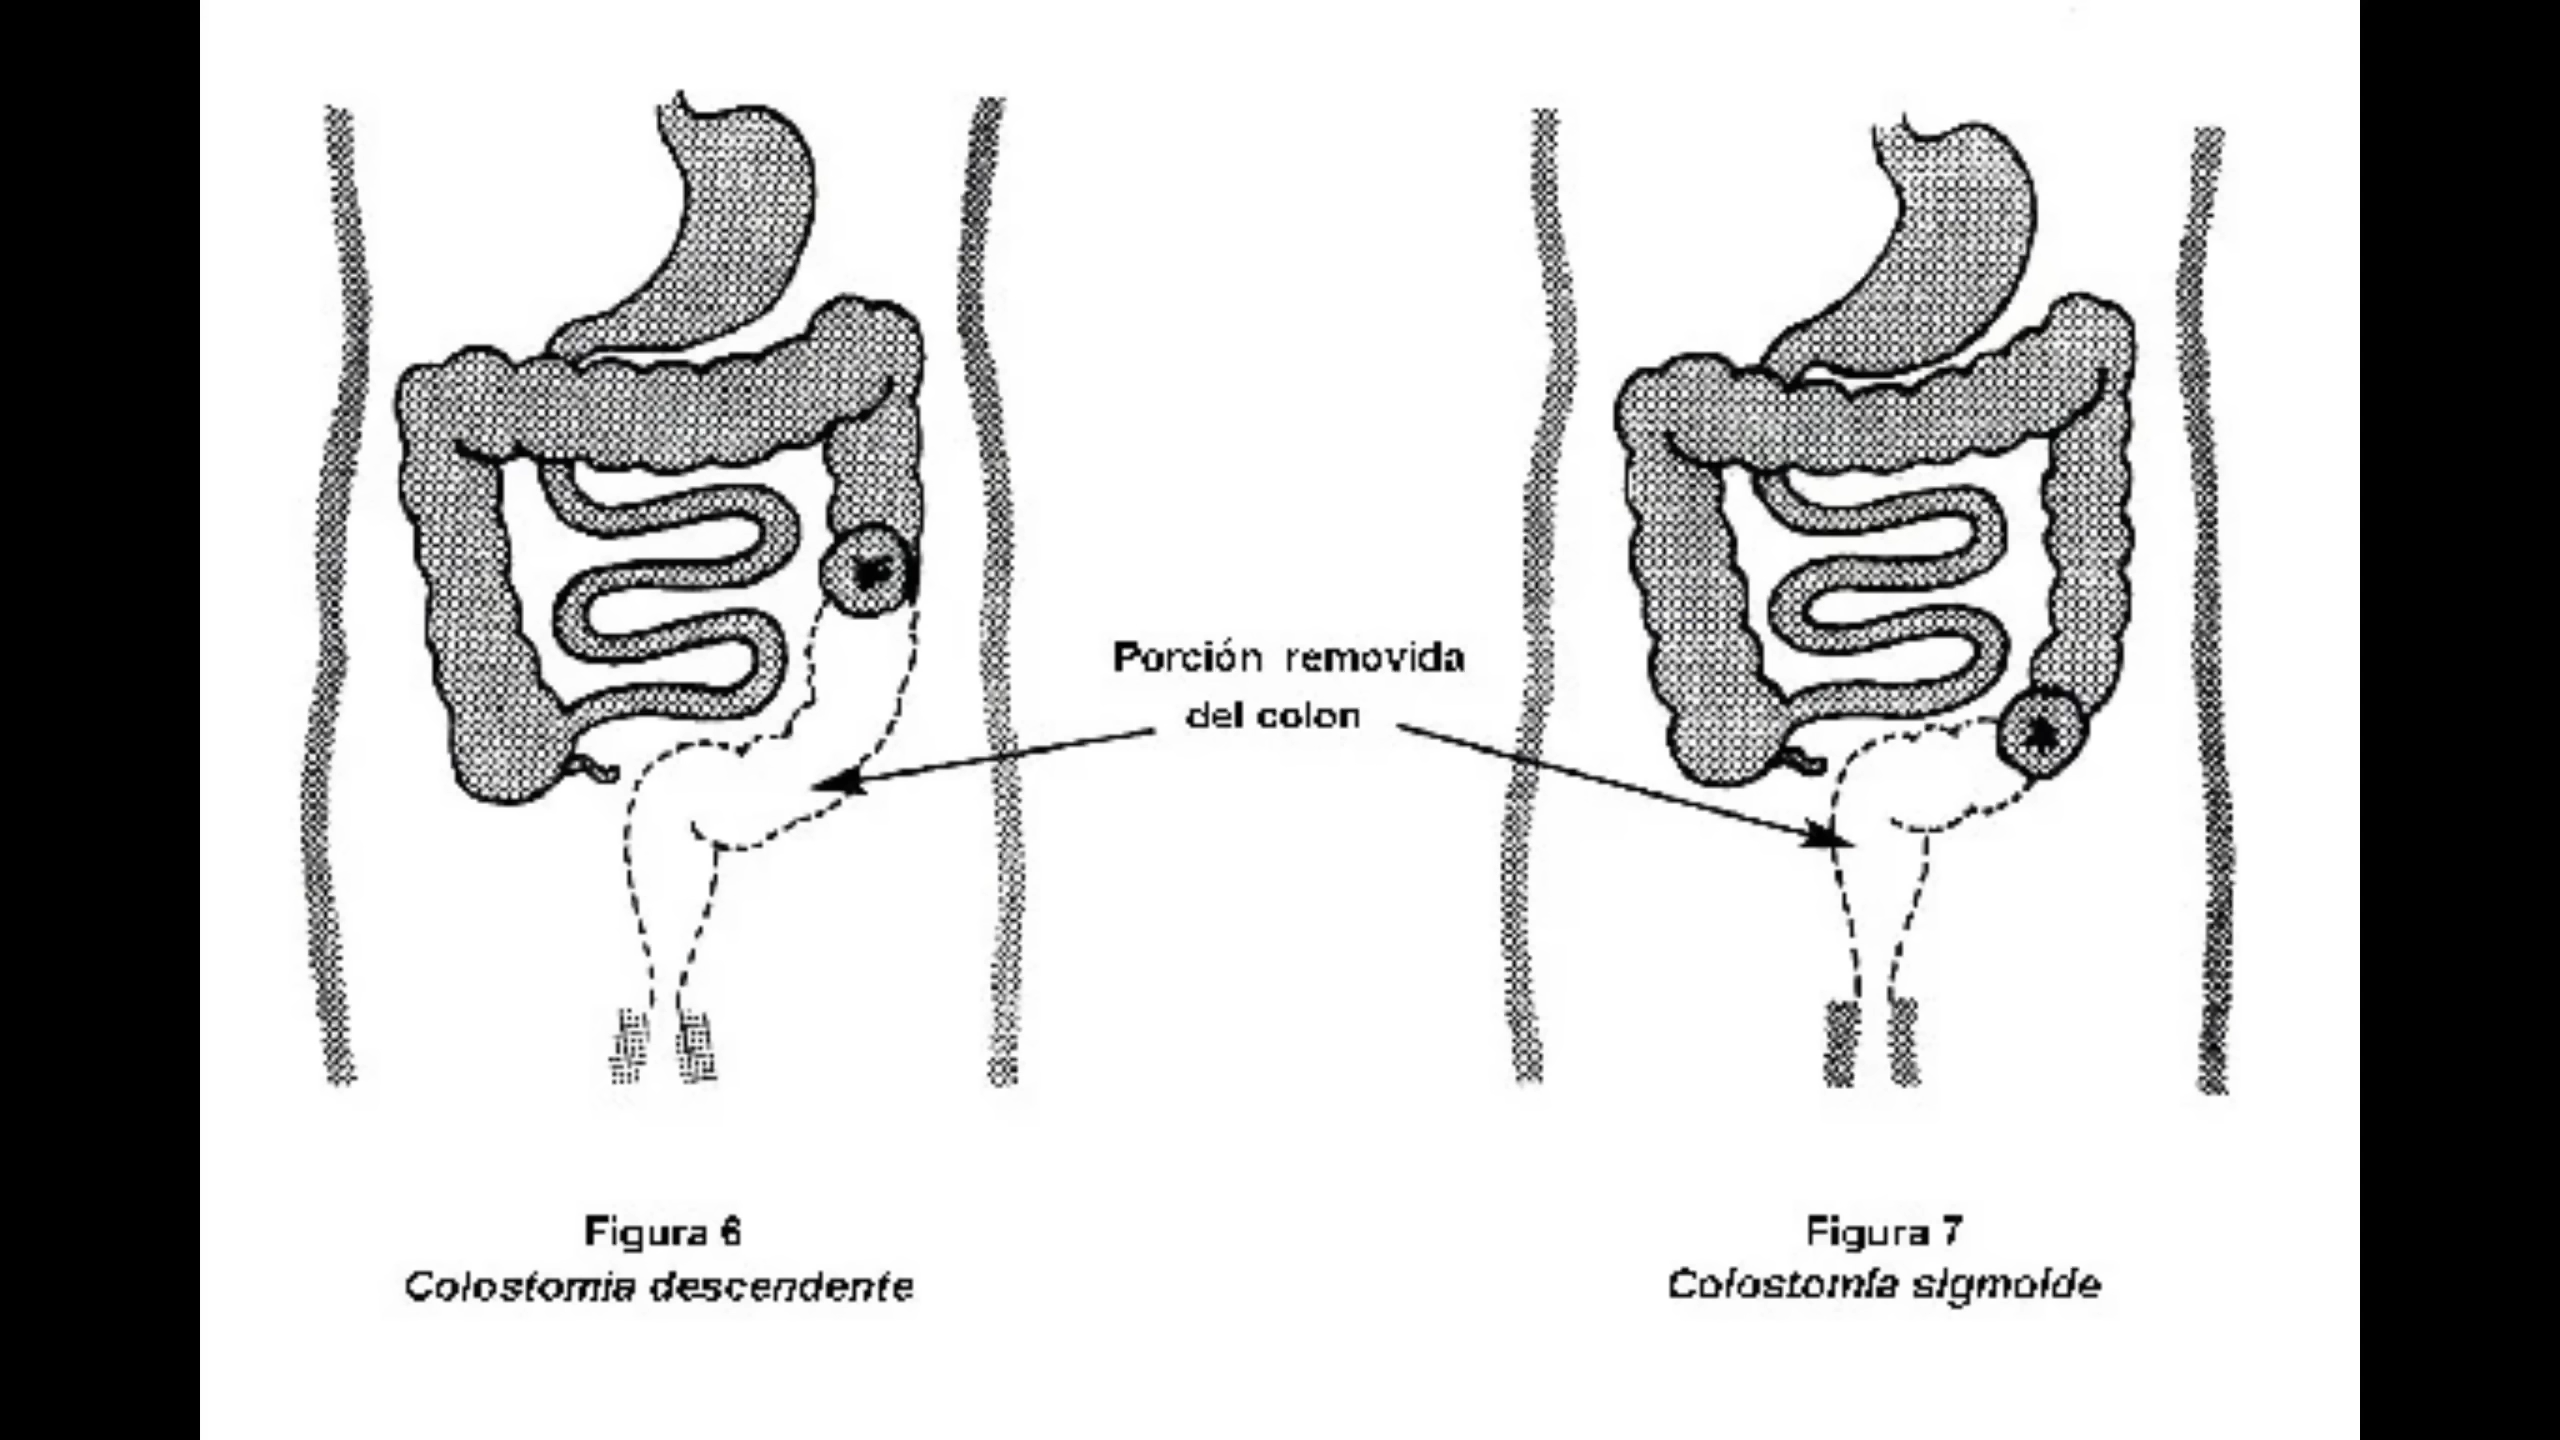 Porción removida
del colon
Figura 6
Colostomia descendente
Figura 7
Colostomía sigmoide